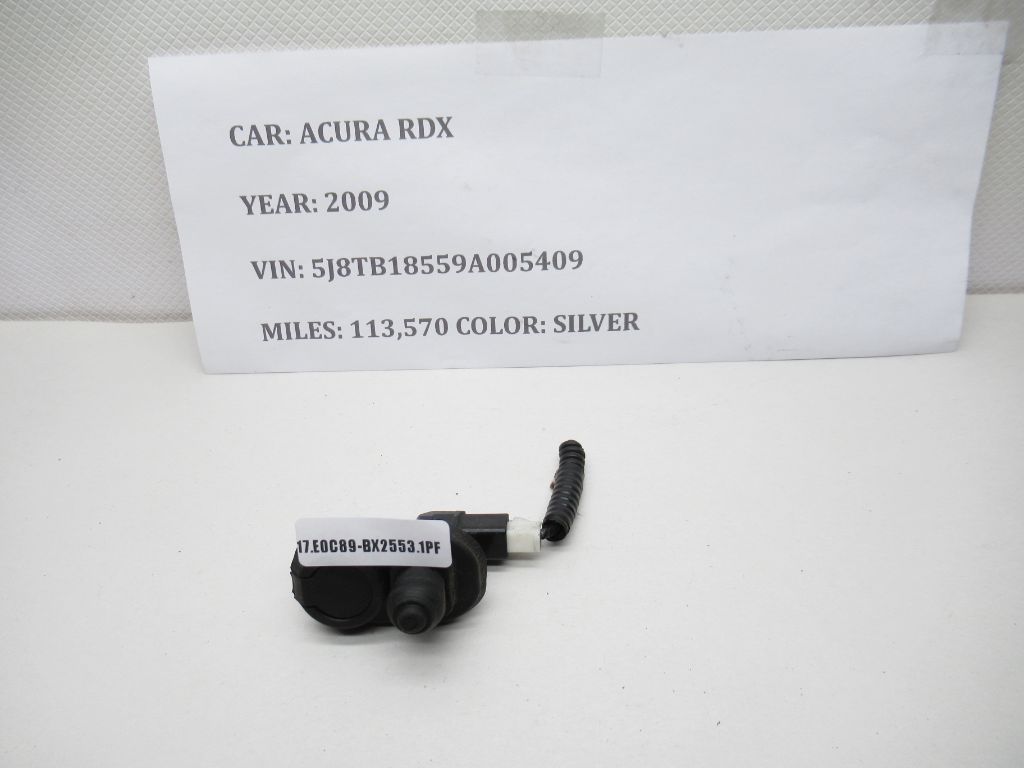 CAR: ACURA RDX
YEAR: 2009
VIN: 5J8TB18559A005409
MILES: 113,570 COLOR: SILVER
17.E0C89-BX2553.1PF